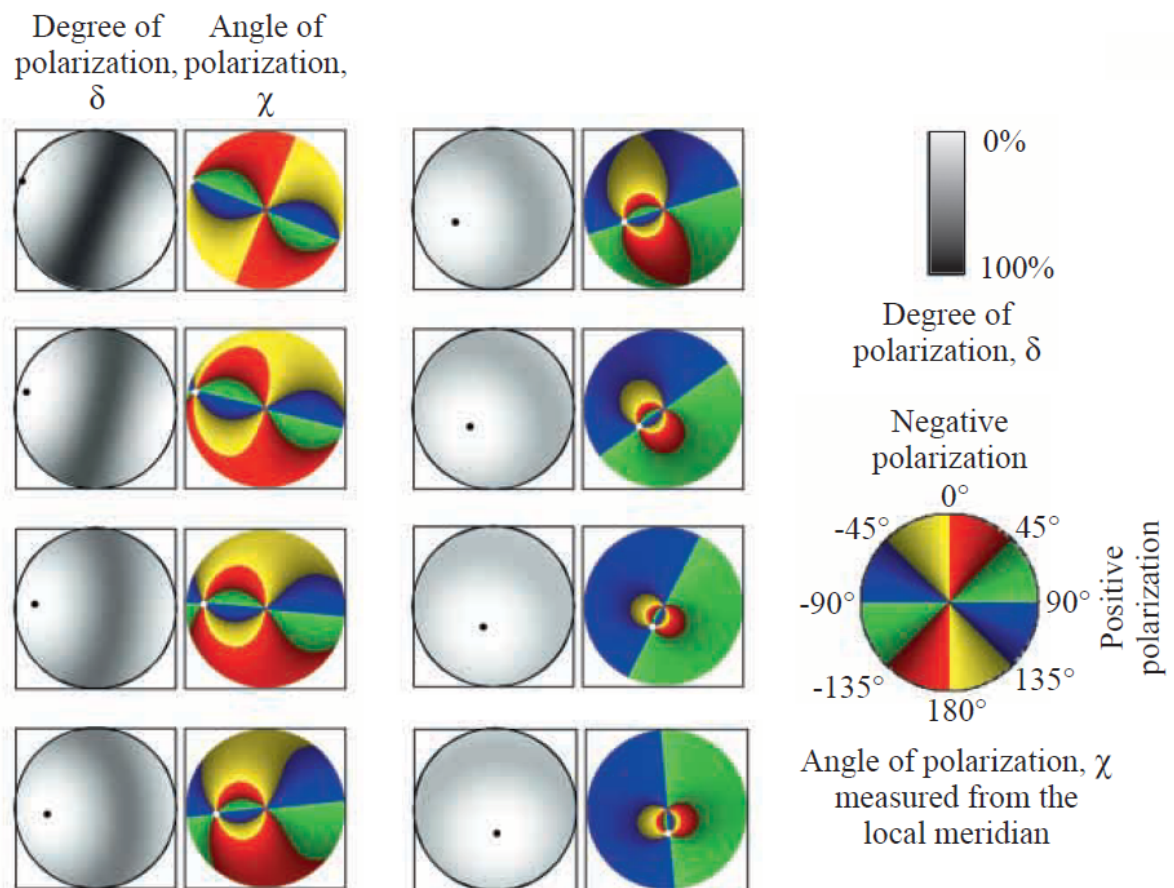 Degree of
polarization,
δ
Angle of
polarization,
χ
0%
100%
Degree of
polarization, δ
Negative
polarization
0°
-45°
45°
-90°
90°
-135°
135°
180°
Positive
polarization
Angle of polarization, χ
measured from the
local meridian